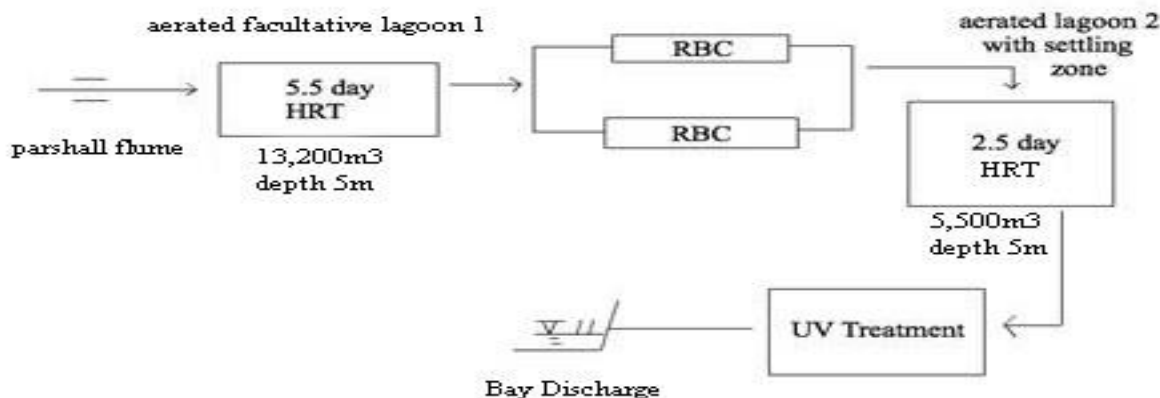 aerated facultative lagoon 1
5.5 day
HRT
parshall flume
13,200m3
depth 5m
RBC
RBC
aerated lagoon 2
with settling
zone
2.5 day
HRT
5,500m3
depth 5m
UV Treatment
Bay Discharge